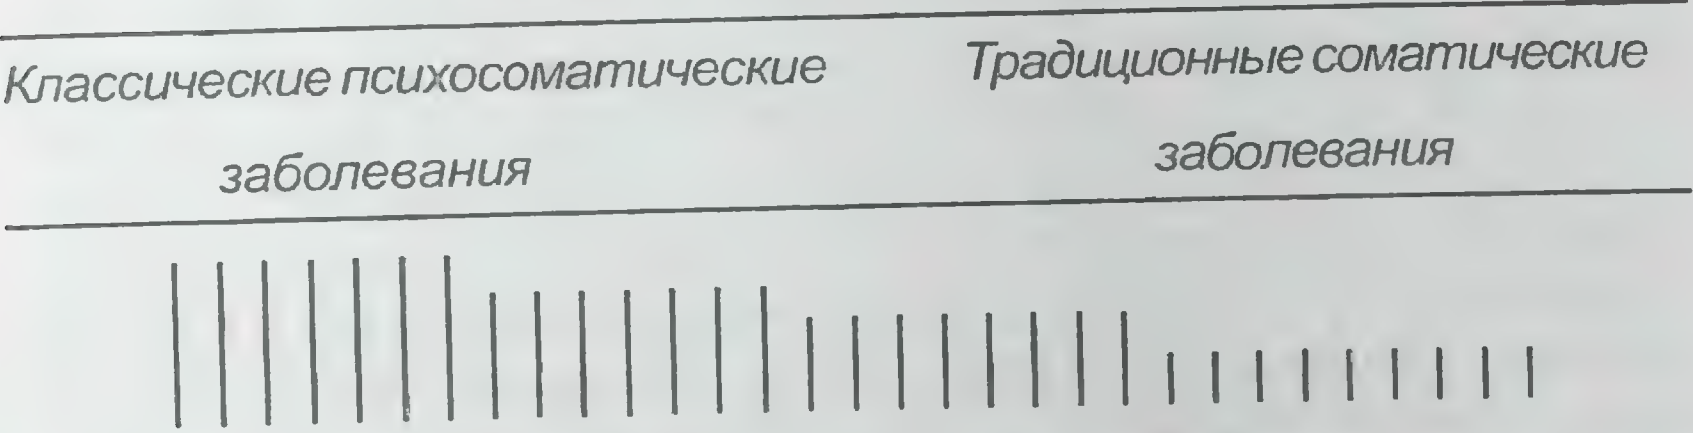 Классические психосоматические
заболевания
Традиционные соматические
заболевания